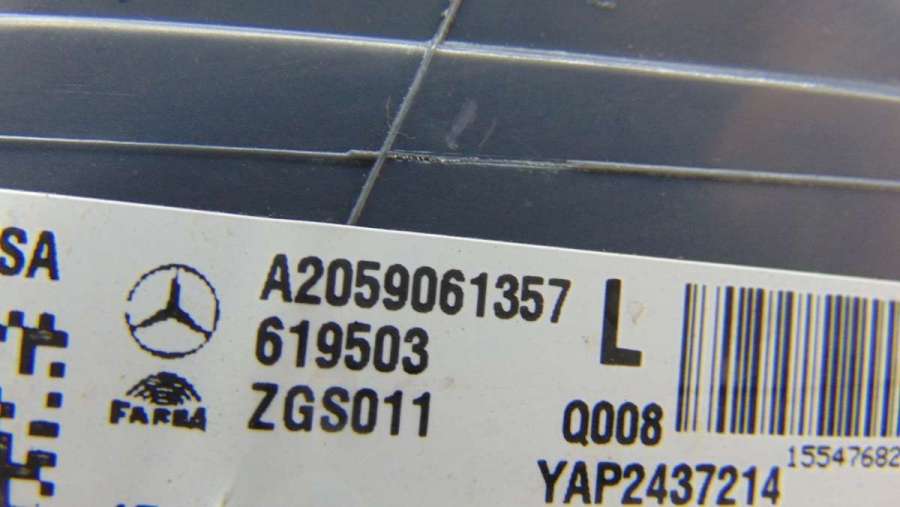 SA
A2059061357 L
619503
FARBA
ZGS011
Q008
15547682
YAP2437214